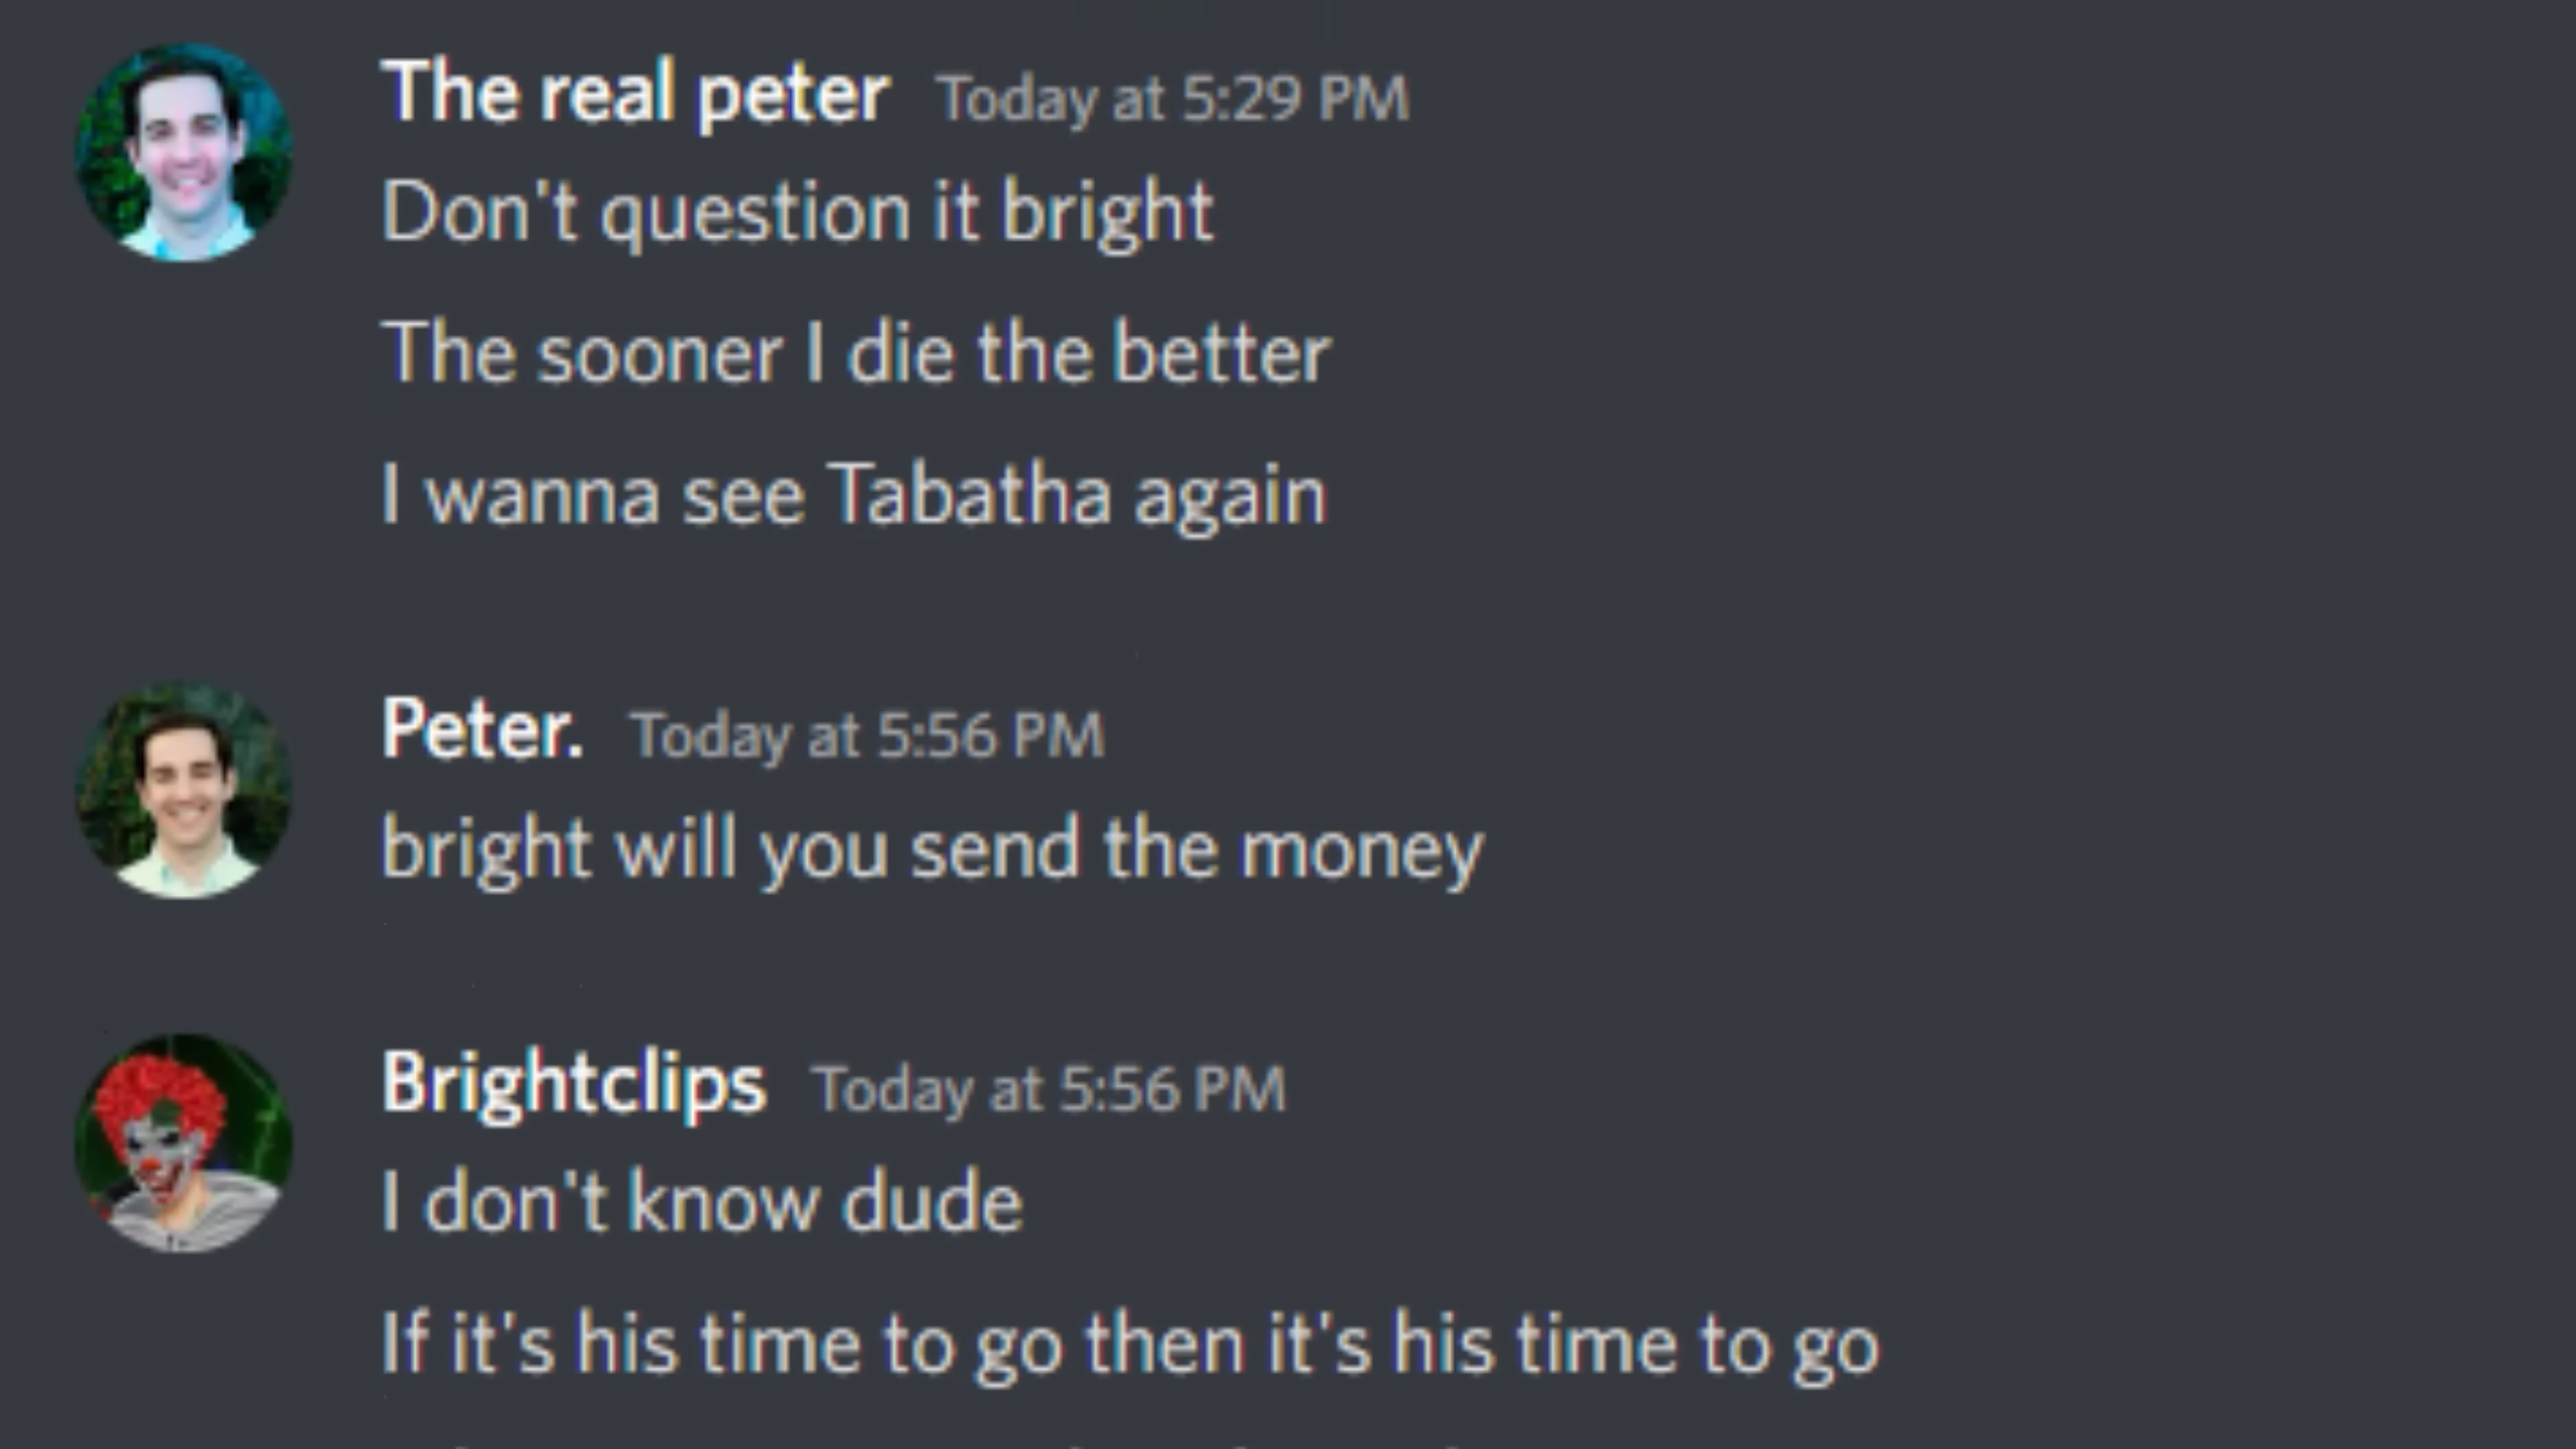 The real peter Today at 5:29 PM
Don't question it bright
The sooner I die the better
I wanna see Tabatha again
Peter. Today at 5:56 PM
bright will you send the money
Brightclips Today at 5:56 PM
I don't know dude
If it's his time to go then it's his time to go